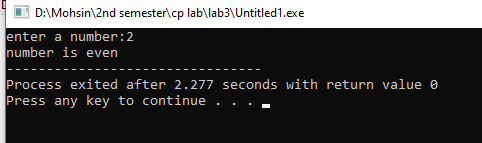 D:\Mohsin\2nd semester\cp lab\lab3\Untitled1.exe
enter a number:2
number is even
--------------------------------
Process exited after 2.277 seconds with return value 0
Press any key to continue . . .